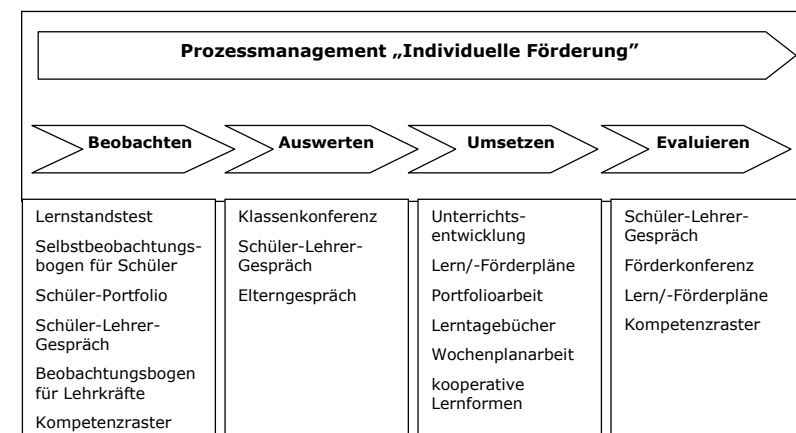 Prozessmanagement „Individuelle Förderung”
Beobachten
Auswerten
Umsetzen
Evaluieren
Lernstandstest
Selbstbeobachtungs-
bogen für Schüler
Schüler-Portfolio
Schüler-Lehrer-
Gespräch
Beobachtungsbogen
für Lehrkräfte
Kompetenzraster
Klassenkonferenz
Schüler-Lehrer-
Gespräch
Elterngespräch
Unterrichts-
entwicklung
Lern/-Förderpläne
Portfolioarbeit
Lerntagebücher
Wochenplanarbeit
kooperative
Lernformen
Schüler-Lehrer-
Gespräch
Förderkonferenz
Lern/-Förderpläne
Kompetenzraster